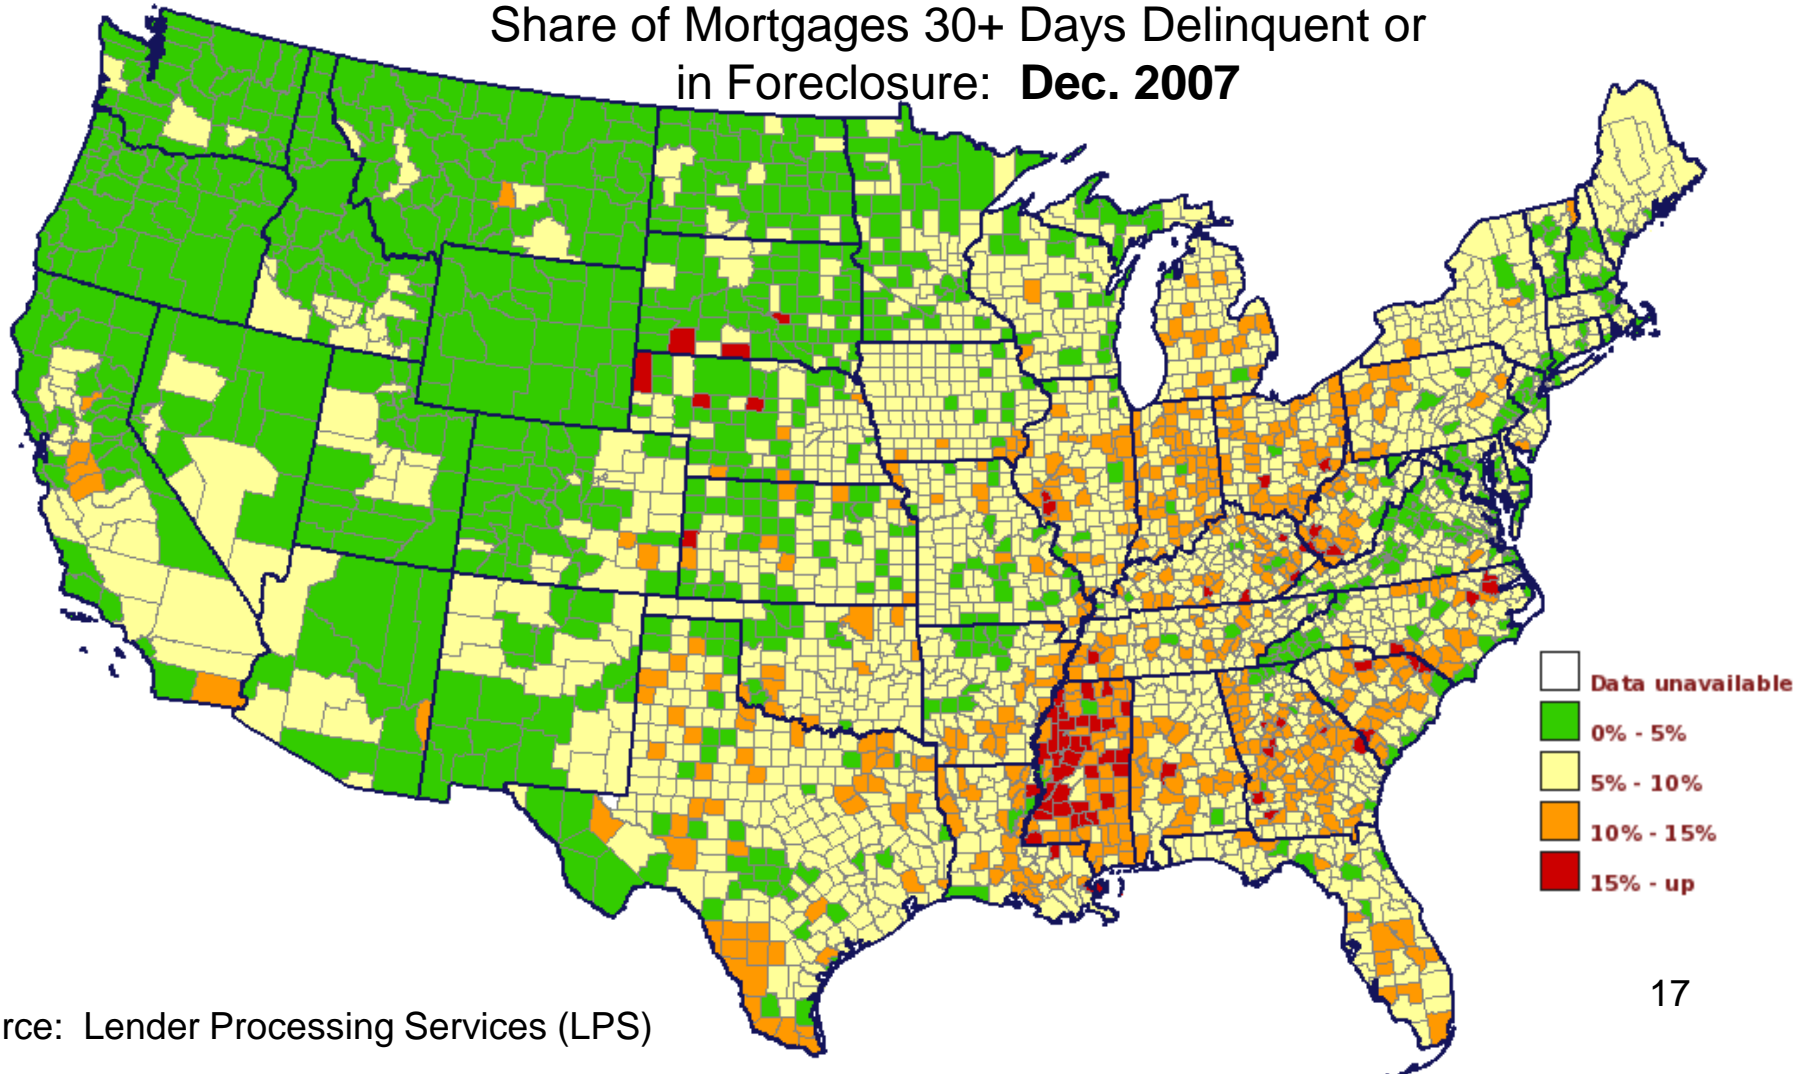 Share of Mortgages 30+ Days Delinquent or
in Foreclosure: Dec. 2007
Data unavailable
0% - 5%
5% - 10%
10% - 15%
15% - up
17
rce: Lender Processing Services (LPS)